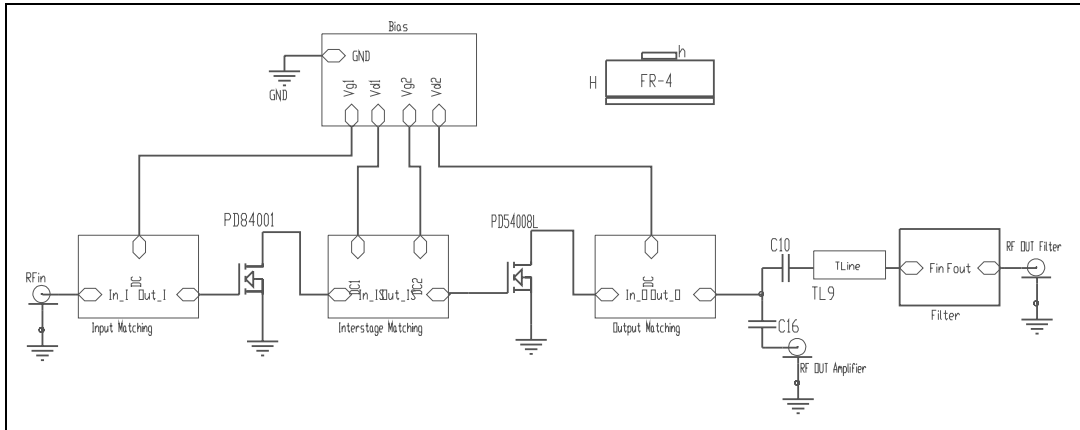 Bias
GND
GND
Vg1
Vd1
Vg2
Vd2
h
H
FR-4
PD84001
PD54008L
RFin
DC
In_I
Out_I
Input Matching
DC1
In_IS
Out_IS
DC2
Interstage Matching
DC
In_O
Out_O
Output Matching
C10
TLine
TL9
C16
RF OUT Amplifier
Fin
Fout
Filter
RF OUT Filter